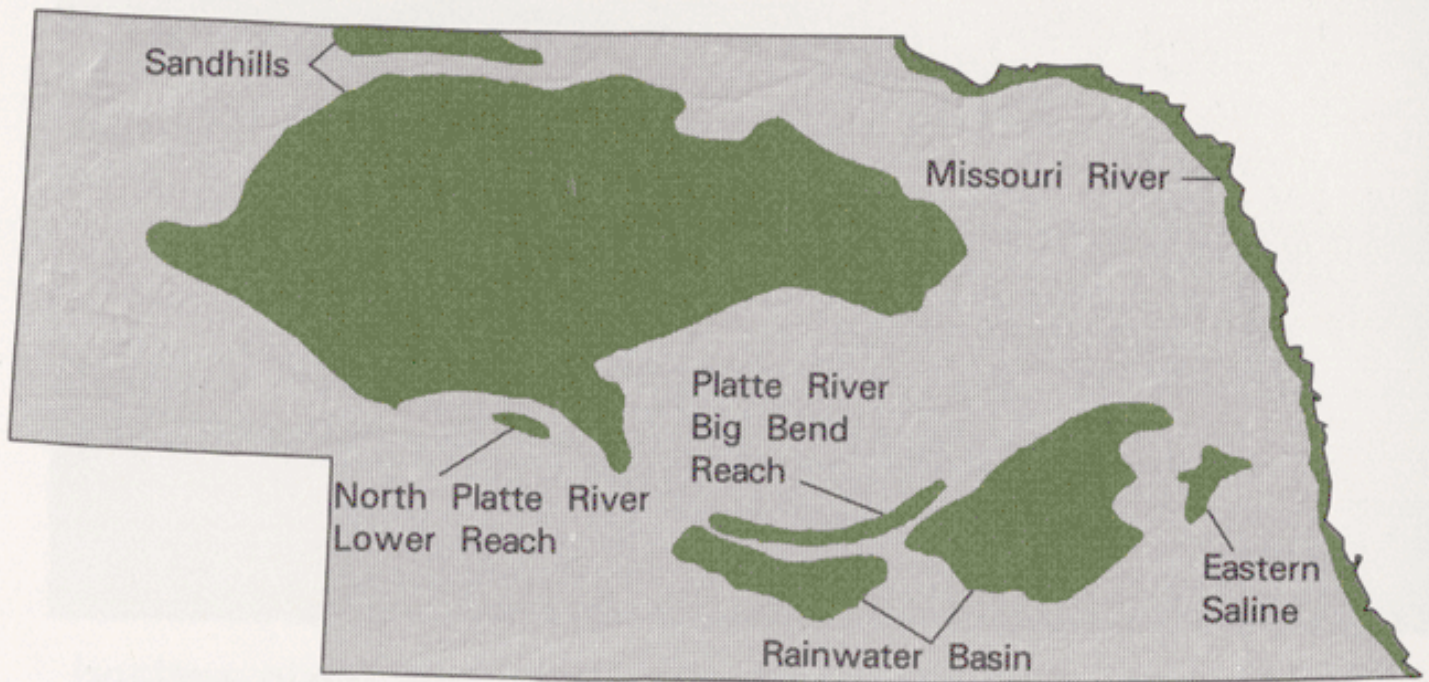 Sandhills
Missouri River
Platte River
Big Bend
Reach
North Platte River
Lower Reach
Eastern
Saline
Rainwater Basin